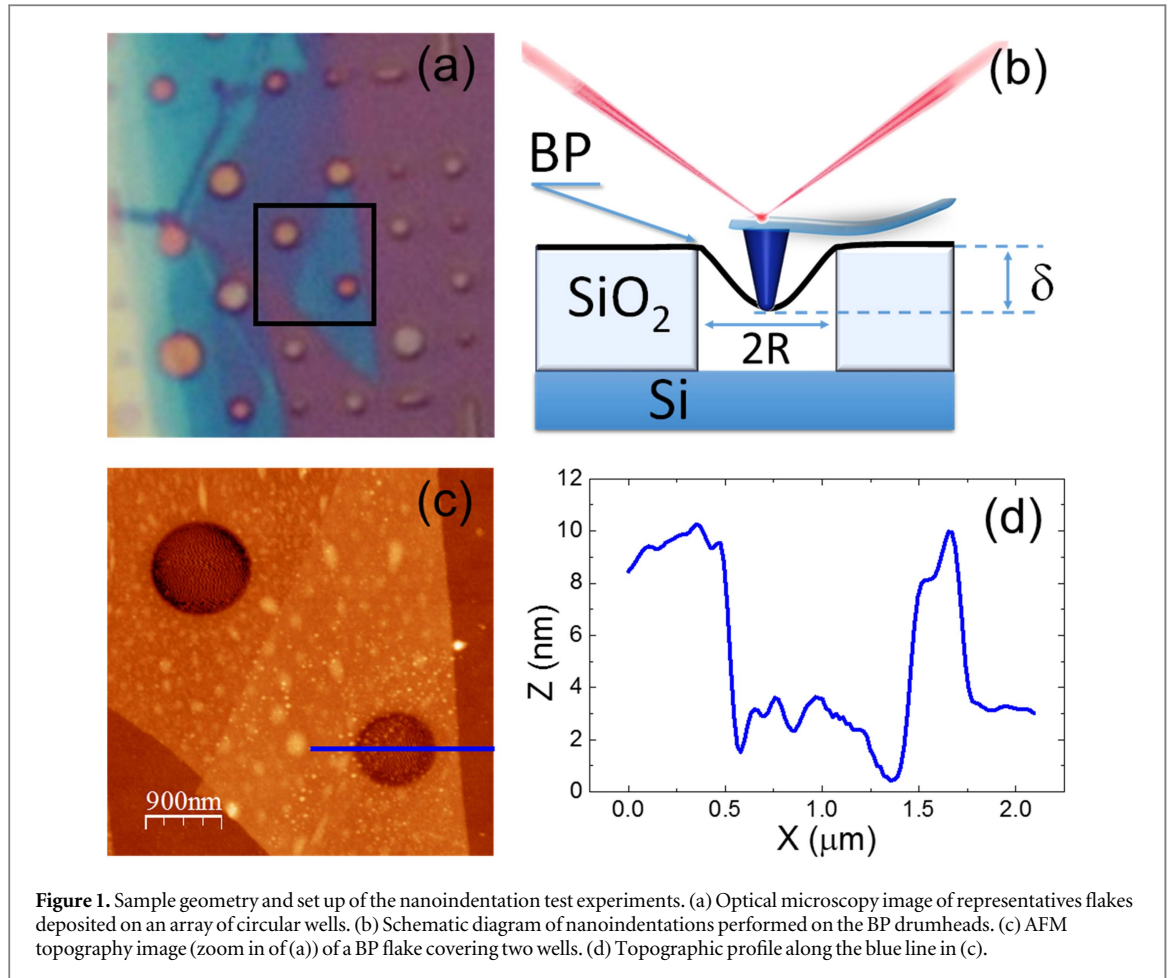 (a)
(b)
BP
SiO₂
δ
2R
Si
(c)
900nm
(d)
12
10
8
6
4
2
0
Z (nm)
0.0 0.5 1.0 1.5 2.0
X (μm)
Figure 1. Sample geometry and set up of the nanoindentation test experiments. (a) Optical microscopy image of representatives flakes
deposited on an array of circular wells. (b) Schematic diagram of nanoindentations performed on the BP drumheads. (c) AFM
topography image (zoom in of (a)) of a BP flake covering two wells. (d) Topographic profile along the blue line in (c).